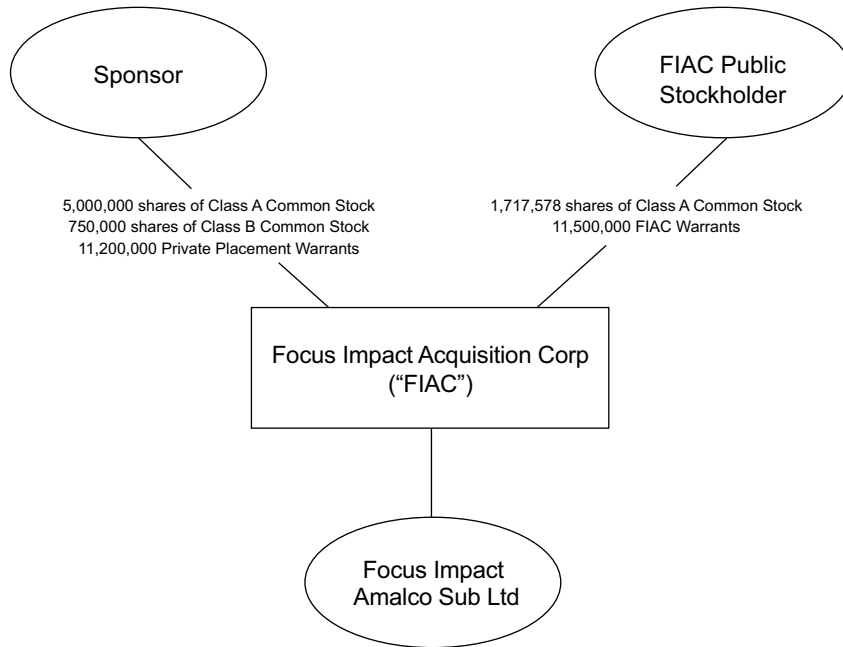 Sponsor
FIAC Public
Stockholder
5,000,000 shares of Class A Common Stock
750,000 shares of Class B Common Stock
11,200,000 Private Placement Warrants
1,717,578 shares of Class A Common Stock
11,500,000 FIAC Warrants
Focus Impact Acquisition Corp
(“FIAC”)
Focus Impact
Amalco Sub Ltd